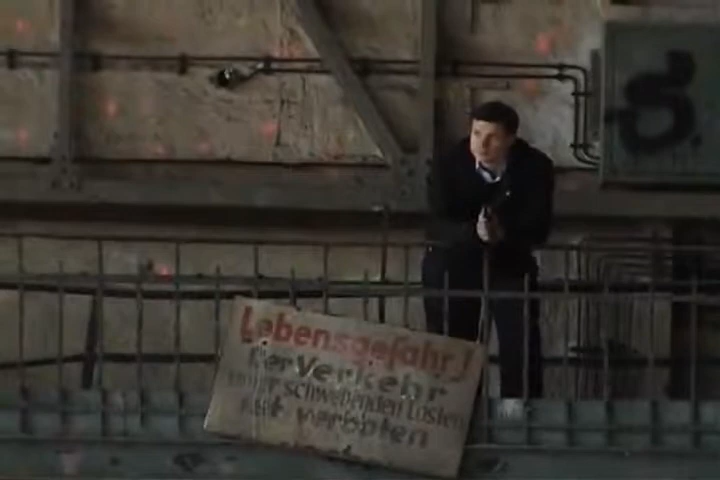 Lebensgefahr!
Der Verkehr
unter schwebenden Lasten
ist verboten